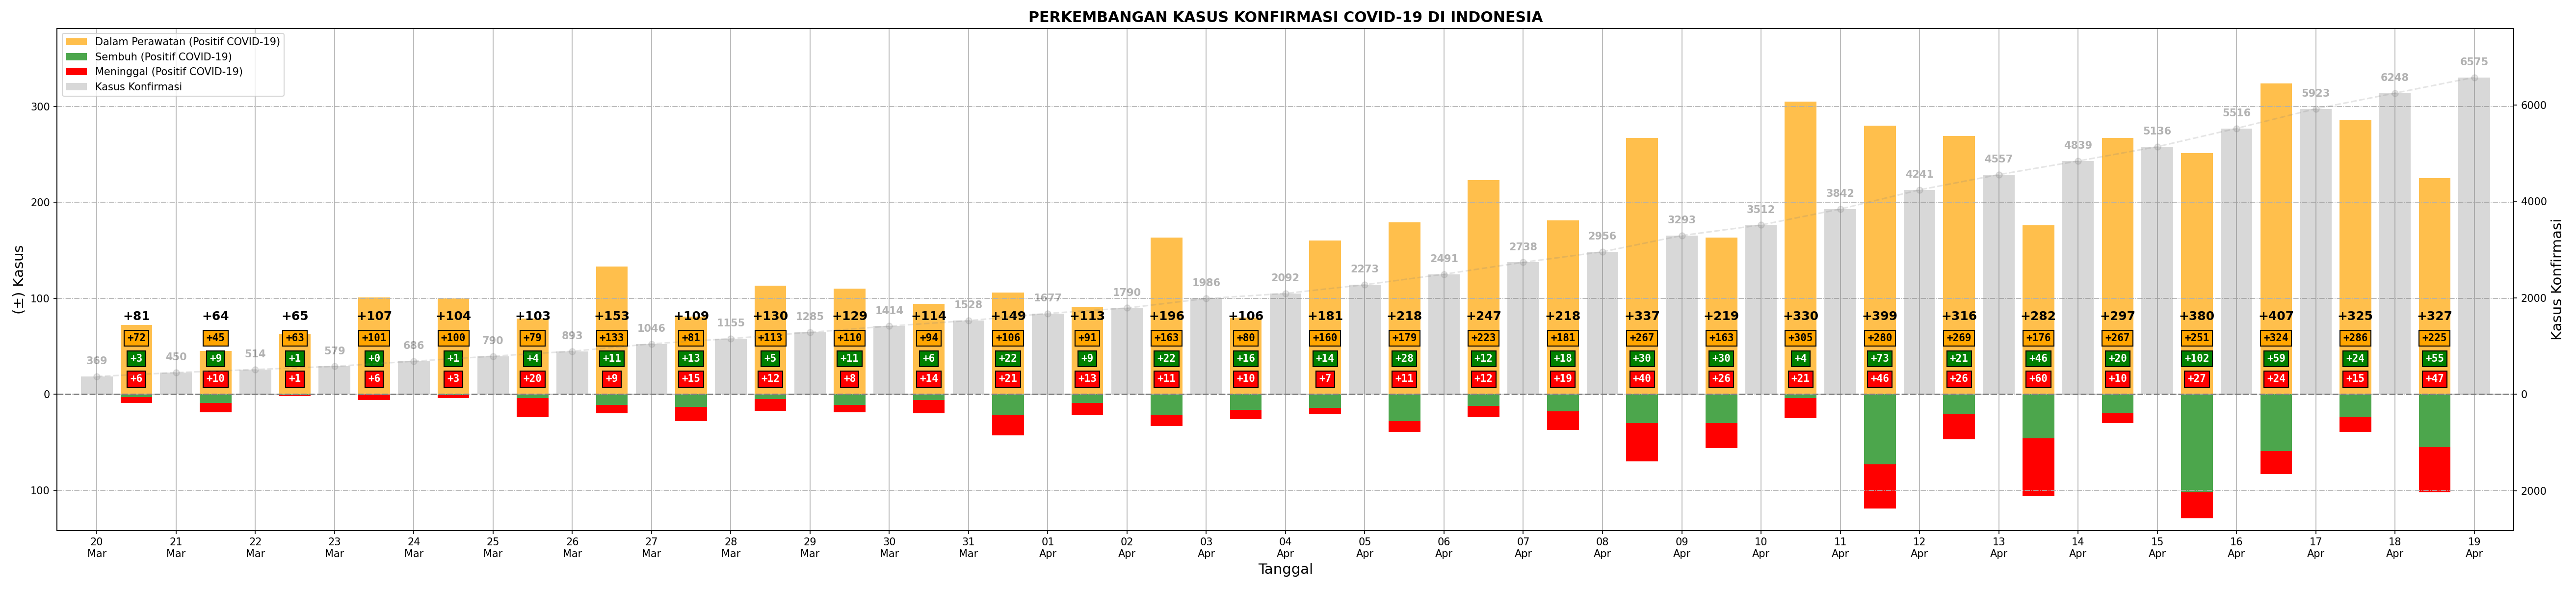 PERKEMBANGAN KASUS KONFIRMASI COVID-19 DI INDONESIA
Dalam Perawatan (Positif COVID-19)
Sembuh (Positif COVID-19)
Meninggal (Positif COVID-19)
Kasus Konfirmasi
(±) Kasus
300
200
100
0
100
6000
4000
2000
0
2000
Kasus Konfirmasi
369 450 514 579 686 790 893 1046 1155 1285 1414 1528 1677 1790 1986 2092 2273 2491 2738 2956 3293 3512 3842 4241 4557 4839 5136 5516 5923 6248 6575
+81 +64 +65 +107 +104 +103 +153 +109 +130 +129 +114 +149 +113 +196 +106 +181 +218 +247 +218 +337 +219 +330 +399 +316 +282 +297 +380 +407 +325 +327
+72 +45 +63 +101 +100 +79 +133 +81 +113 +110 +94 +106 +91 +163 +80 +160 +179 +223 +181 +267 +163 +305 +280 +269 +176 +267 +251 +324 +286 +225
+3 +9 +1 +0 +1 +4 +11 +13 +5 +11 +6 +22 +9 +22 +16 +14 +28 +12 +18 +30 +30 +4 +73 +21 +46 +20 +102 +59 +24 +55
+6 +10 +1 +6 +3 +20 +9 +15 +12 +8 +14 +21 +13 +11 +10 +7 +11 +12 +19 +40 +26 +21 +46 +26 +60 +10 +27 +24 +15 +47
20 21 22 23 24 25 26 27 28 29 30 31 01 02 03 04 05 06 07 08 09 10 11 12 13 14 15 16 17 18 19
Mar Mar Mar Mar Mar Mar Mar Mar Mar Mar Mar Mar Apr Apr Apr Apr Apr Apr Apr Apr Apr Apr Apr Apr Apr Apr Apr Apr Apr Apr Apr
Tanggal